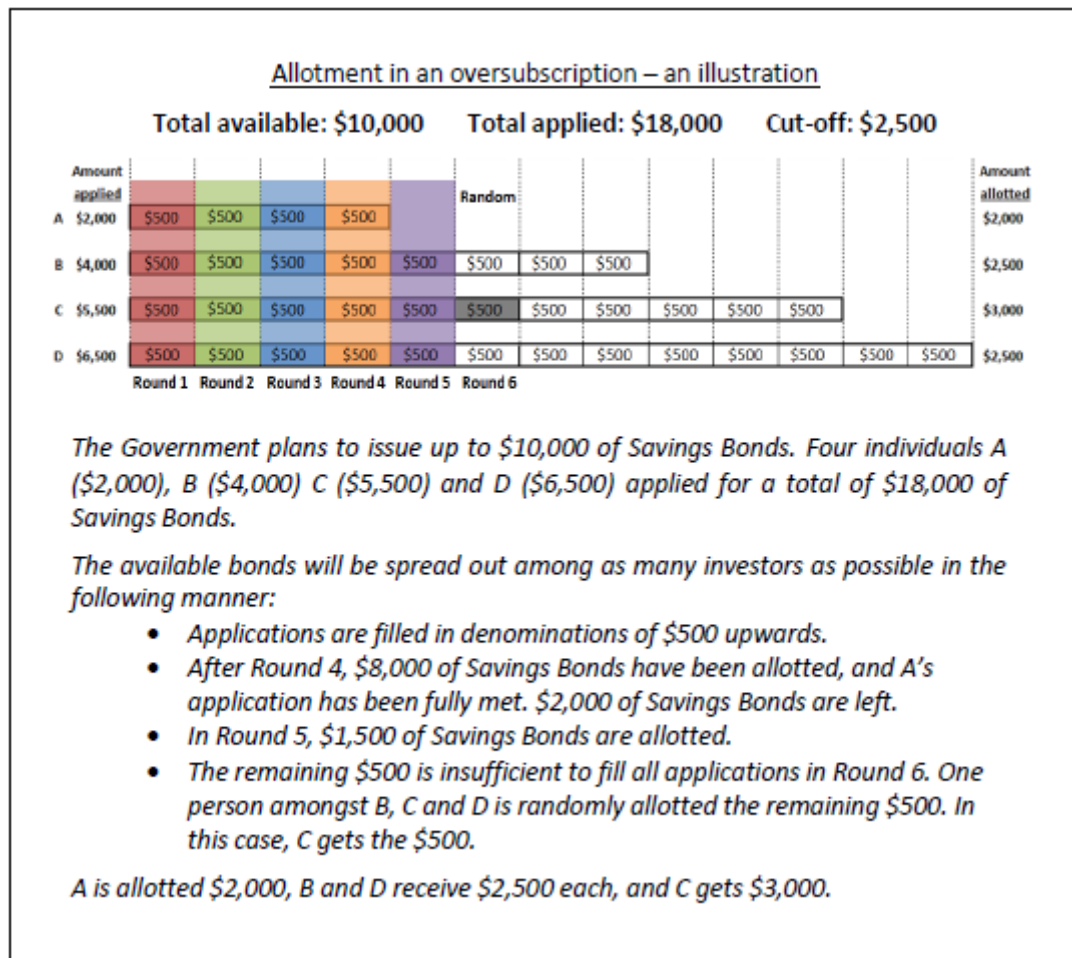 Allotment in an oversubscription – an illustration
Total available: $10,000 Total applied: $18,000 Cut-off: $2,500
Amount applied Random Amount allotted
A $2,000 $500 $500 $500 $500 $2,000
B $4,000 $500 $500 $500 $500 $500 $500 $500 $500 $2,500
C $5,500 $500 $500 $500 $500 $500 $500 $500 $500 $500 $500 $500 $3,000
D $6,500 $500 $500 $500 $500 $500 $500 $500 $500 $500 $500 $500 $500 $500 $2,500
Round 1 Round 2 Round 3 Round 4 Round 5 Round 6
The Government plans to issue up to $10,000 of Savings Bonds. Four individuals A
($2,000), B ($4,000) C ($5,500) and D ($6,500) applied for a total of $18,000 of
Savings Bonds.
The available bonds will be spread out among as many investors as possible in the
following manner:
• Applications are filled in denominations of $500 upwards.
• After Round 4, $8,000 of Savings Bonds have been allotted, and A’s
application has been fully met. $2,000 of Savings Bonds are left.
• In Round 5, $1,500 of Savings Bonds are allotted.
• The remaining $500 is insufficient to fill all applications in Round 6. One
person amongst B, C and D is randomly allotted the remaining $500. In
this case, C gets the $500.
A is allotted $2,000, B and D receive $2,500 each, and C gets $3,000.